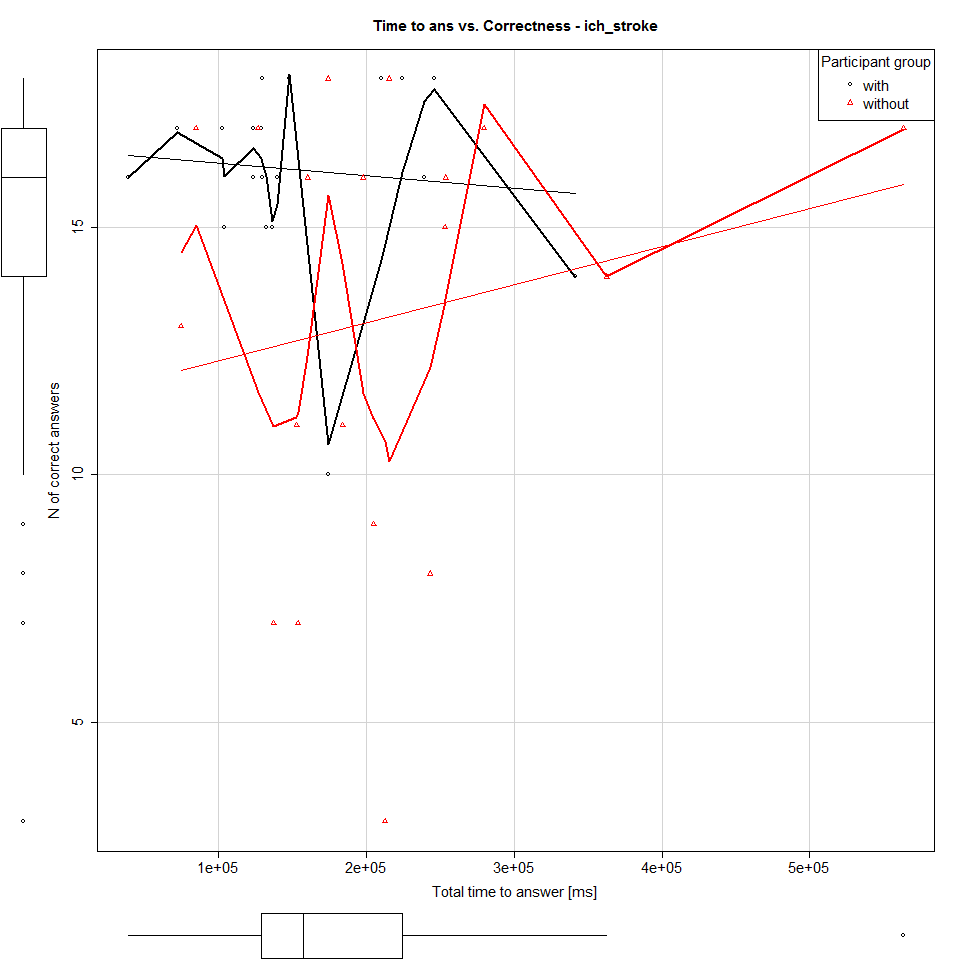 Time to ans vs. Correctness - ich_stroke
Participant group
with
without
N of correct answers
15
10
5
1e+05
2e+05
3e+05
4e+05
5e+05
Total time to answer [ms]